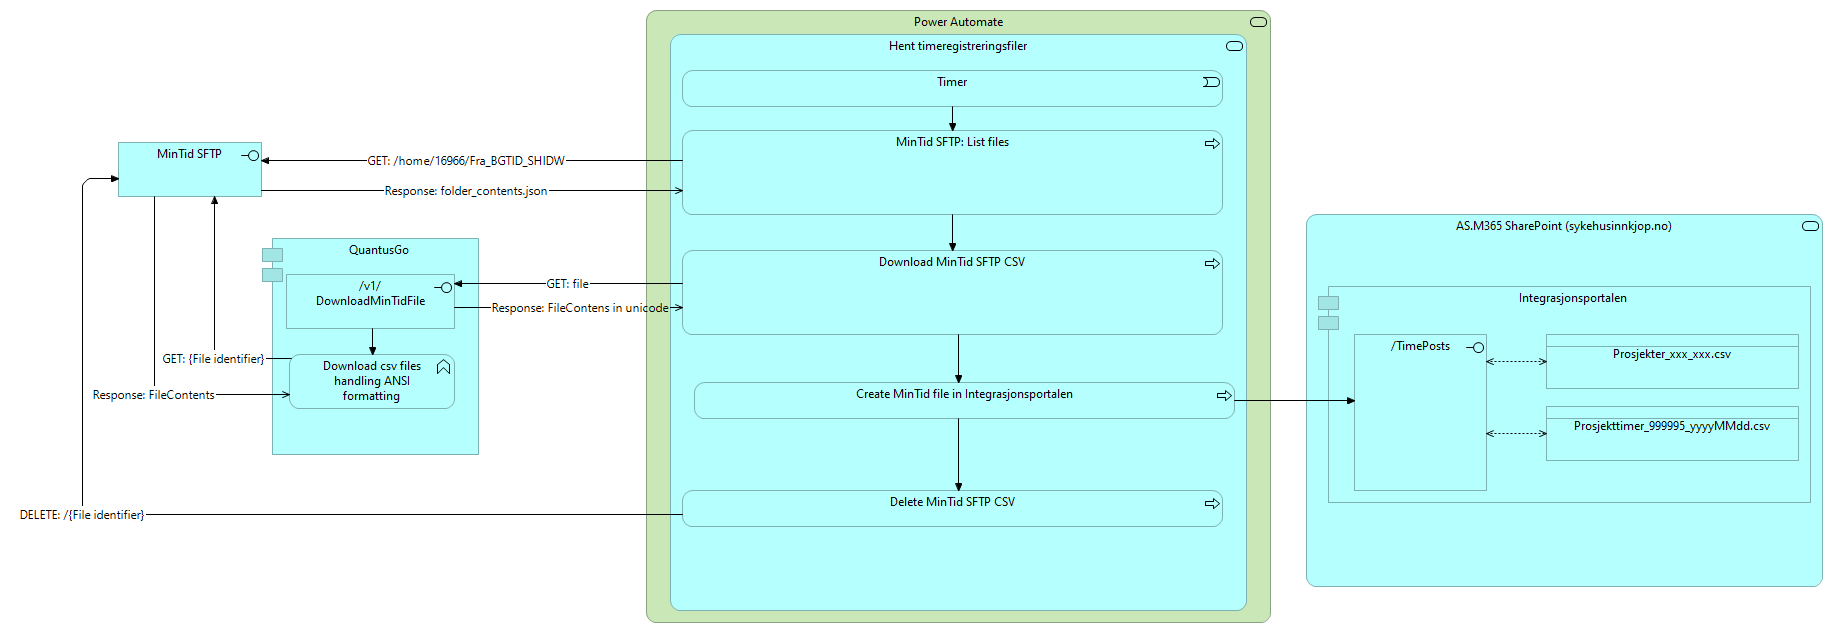 Power Automate
Hent timeregistreringsfiler
Timer
MinTid SFTP
MinTid SFTP: List files
GET: /home/16966/Fra_BGTID_SHIDW
Response: folder_contents.json
QuantusGo
/v1/
DownloadMinTidFile
GET: file
Response: FileContens in unicode
Download MinTid SFTP CSV
GET: {File identifier}
Response: FileContents
Download csv files
handling ANSI
formatting
Create MinTid file in Integrasjonsportalen
Delete MinTid SFTP CSV
DELETE: /{File identifier}
AS.M365 SharePoint (sykehusinnkjop.no)
Integrasjonsportalen
/TimePosts
Prosjekter_xxx_xxx.csv
Prosjekttimer_999995_yyyyMMdd.csv